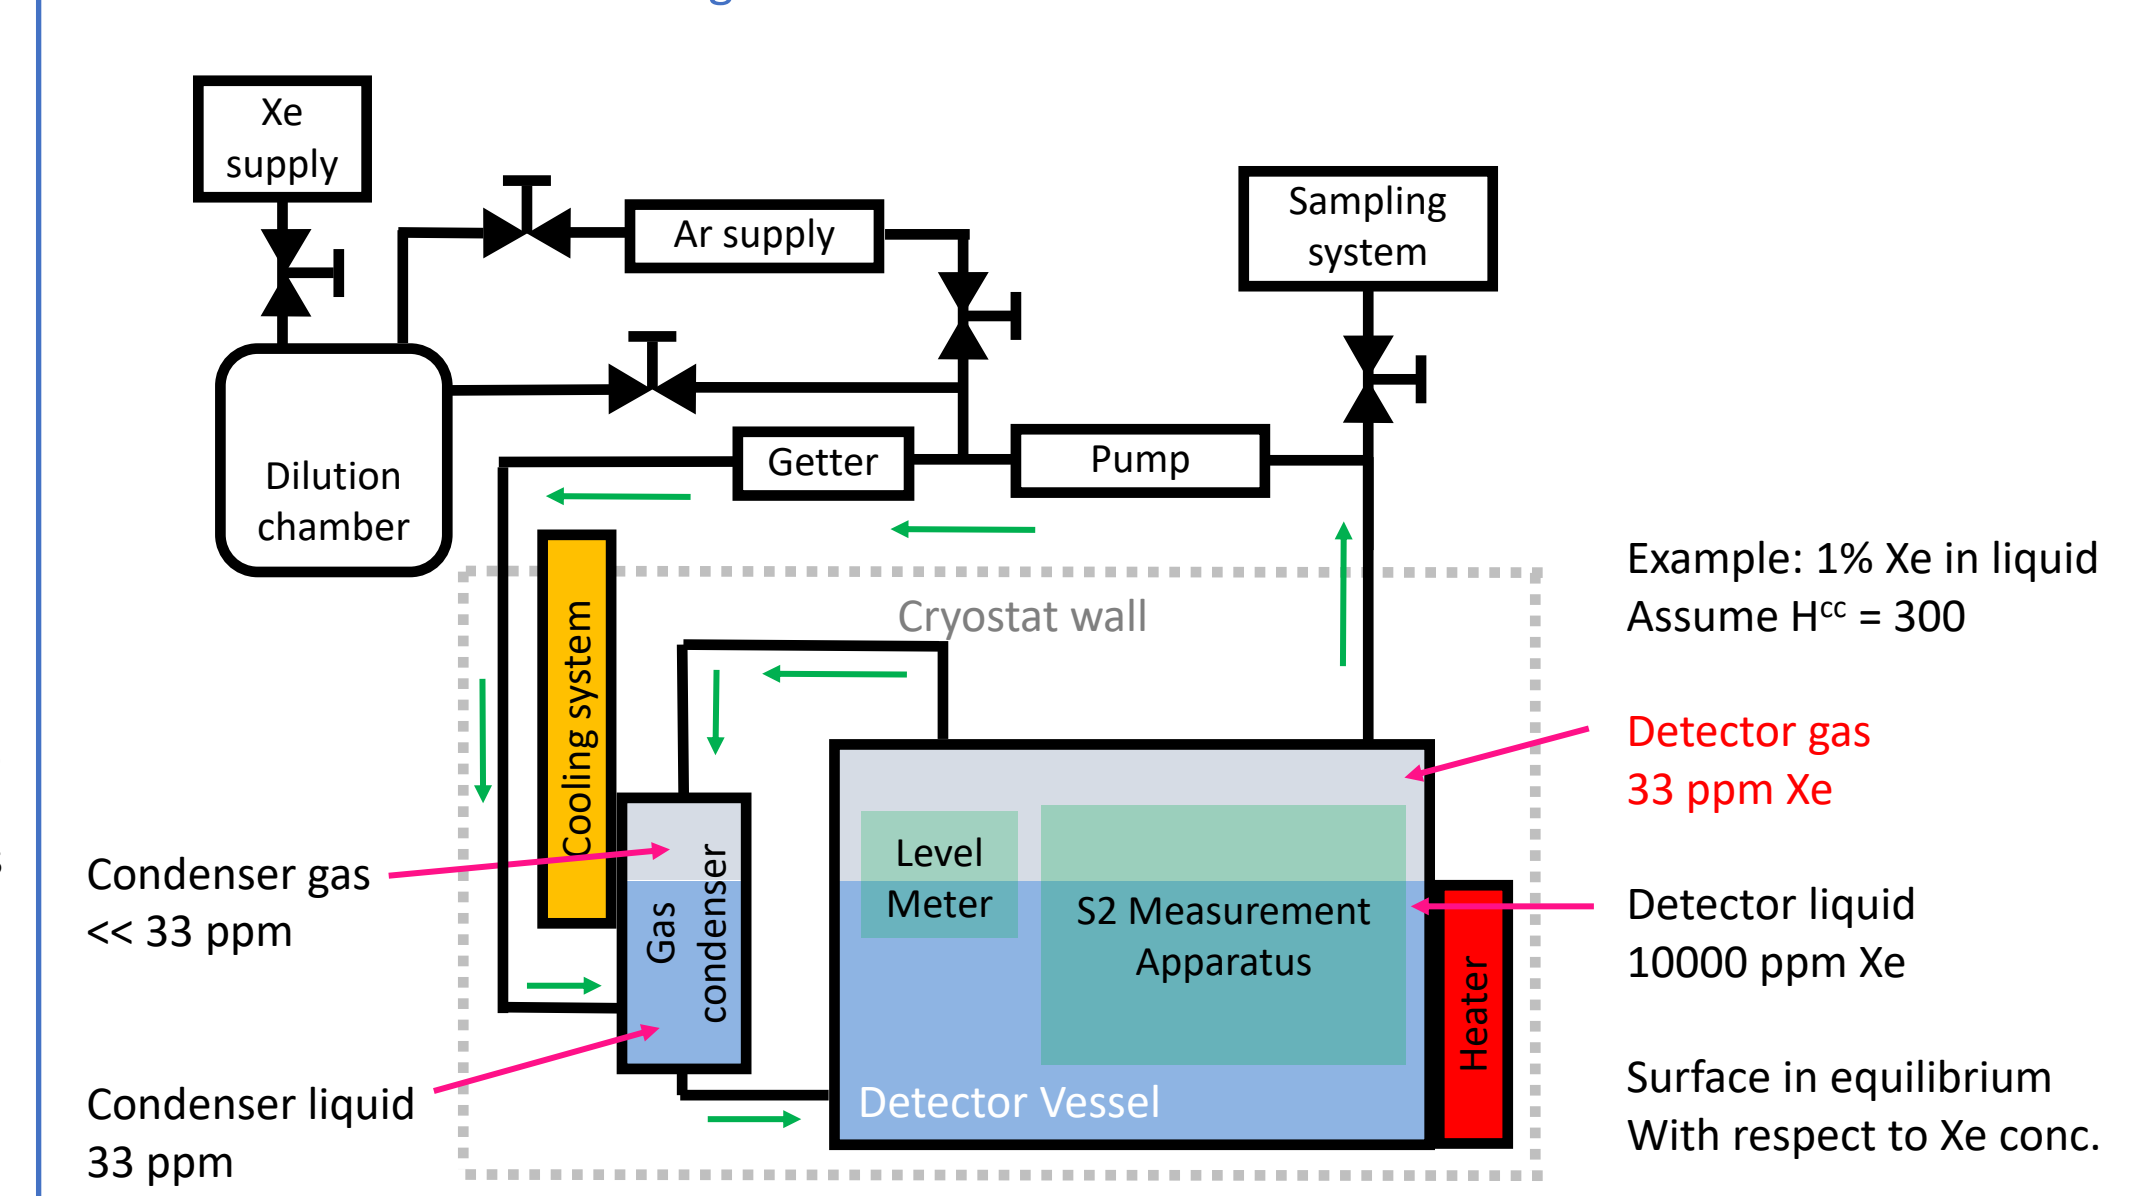 Xe
supply
Ar supply
Sampling
system
Dilution
chamber
Getter
Pump
Cooling system
Cryostat wall
Example: 1% Xe in liquid
Assume Hᶜᶜ = 300
Detector gas
33 ppm Xe
Condenser gas
<< 33 ppm
Gas
condenser
Level
Meter
S2 Measurement
Apparatus
Detector liquid
10000 ppm Xe
Heater
Detector Vessel
Condenser liquid
33 ppm
Surface in equilibrium
With respect to Xe conc.